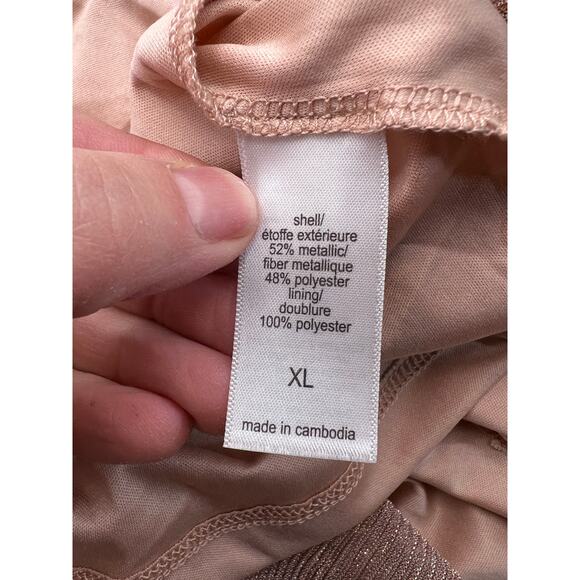 shell/
étoffe extérieure
52% metallic/
fiber metallique
48% polyester
lining/
doublure
100% polyester
XL
made in cambodia